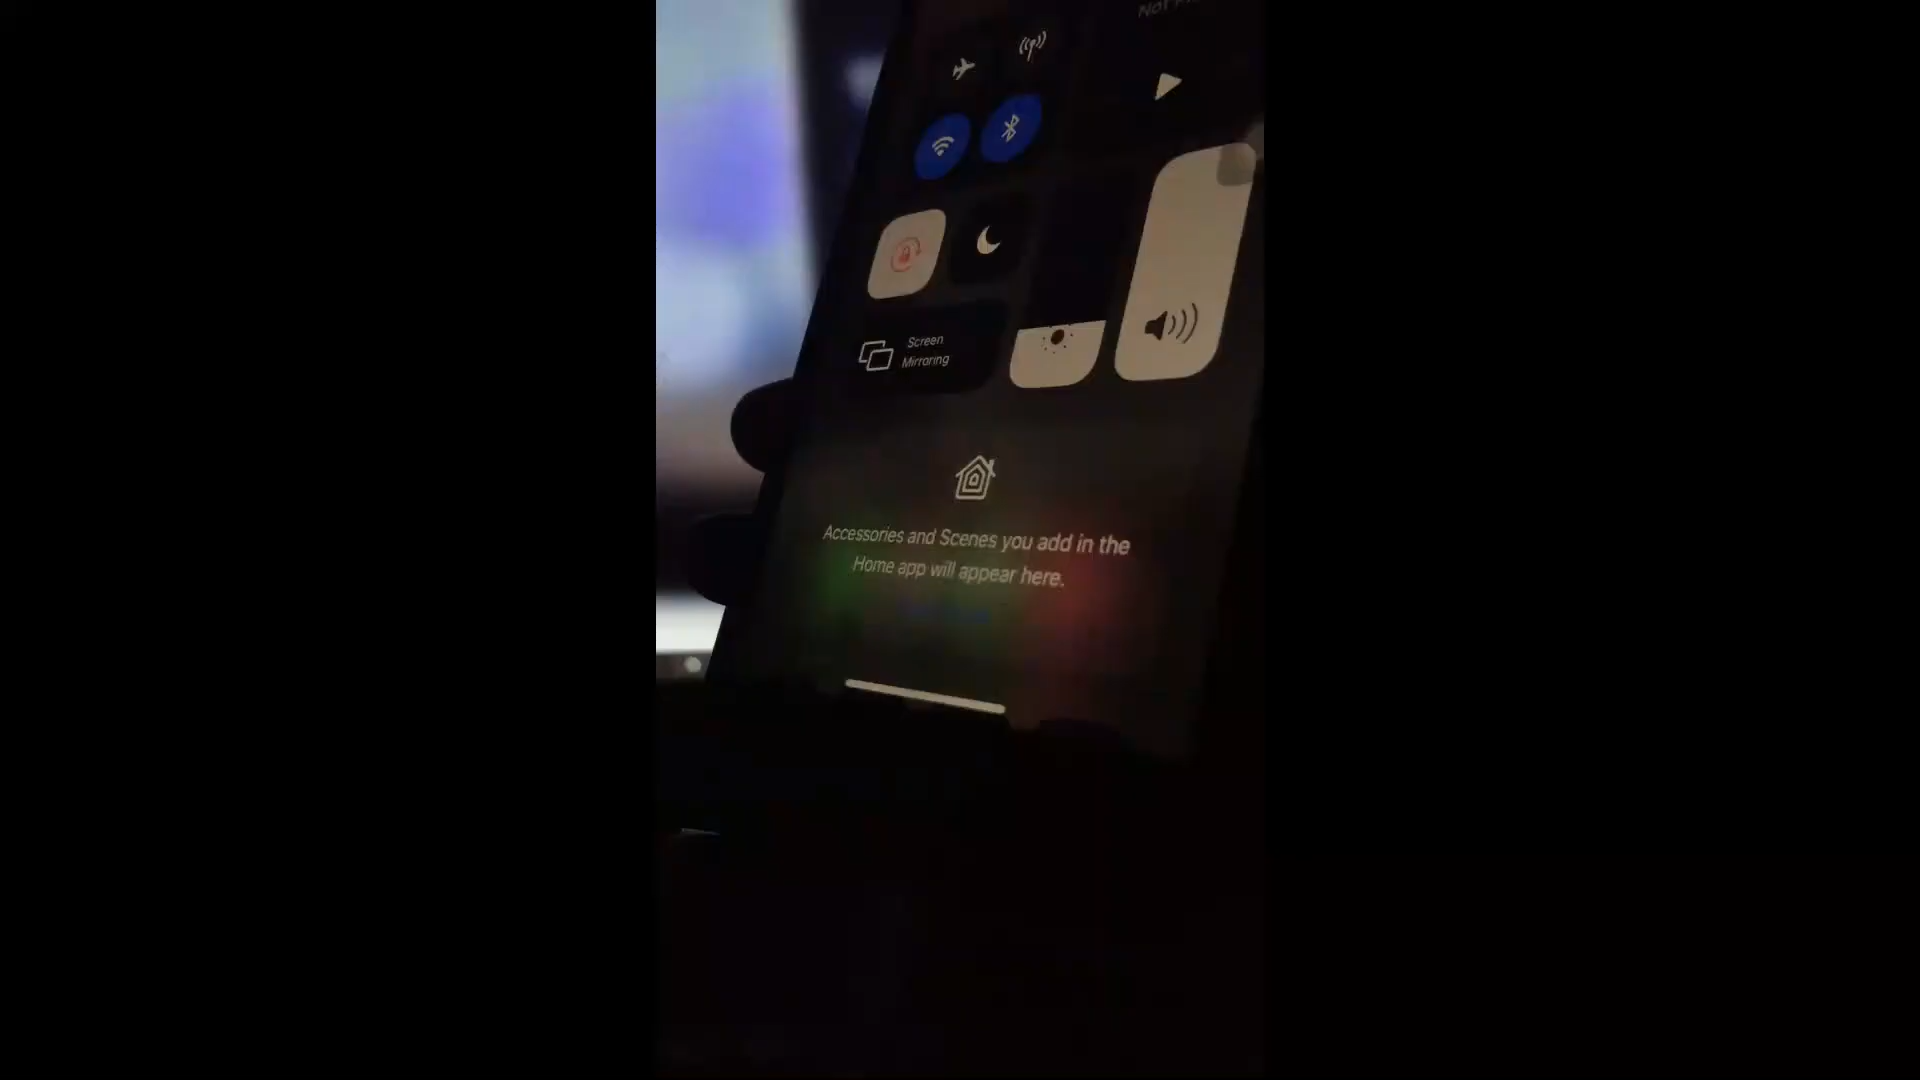 Screen
Mirroring
Accessories and Scenes you add in the
Home app will appear here.